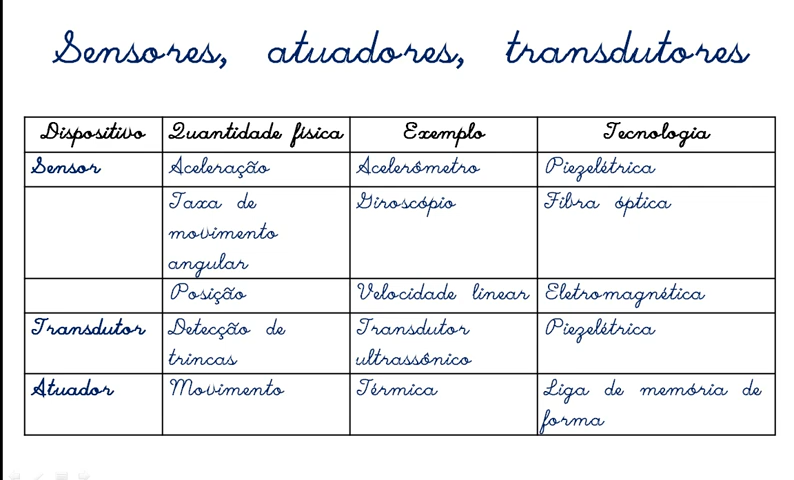 Sensores, atuadores, transdutores
Dispositivo Quantidade física Exemplo Tecnologia
Sensor Aceleração Acelerômetro Piezelétrica
Taxa de Giroscópio Fibra óptica
movimento
angular
Posição Velocidade linear Eletromagnética
Transdutor Detecção de Transdutor Piezelétrica
trincas ultrassônico
Atuador Movimento Térmica Liga de memória de
forma